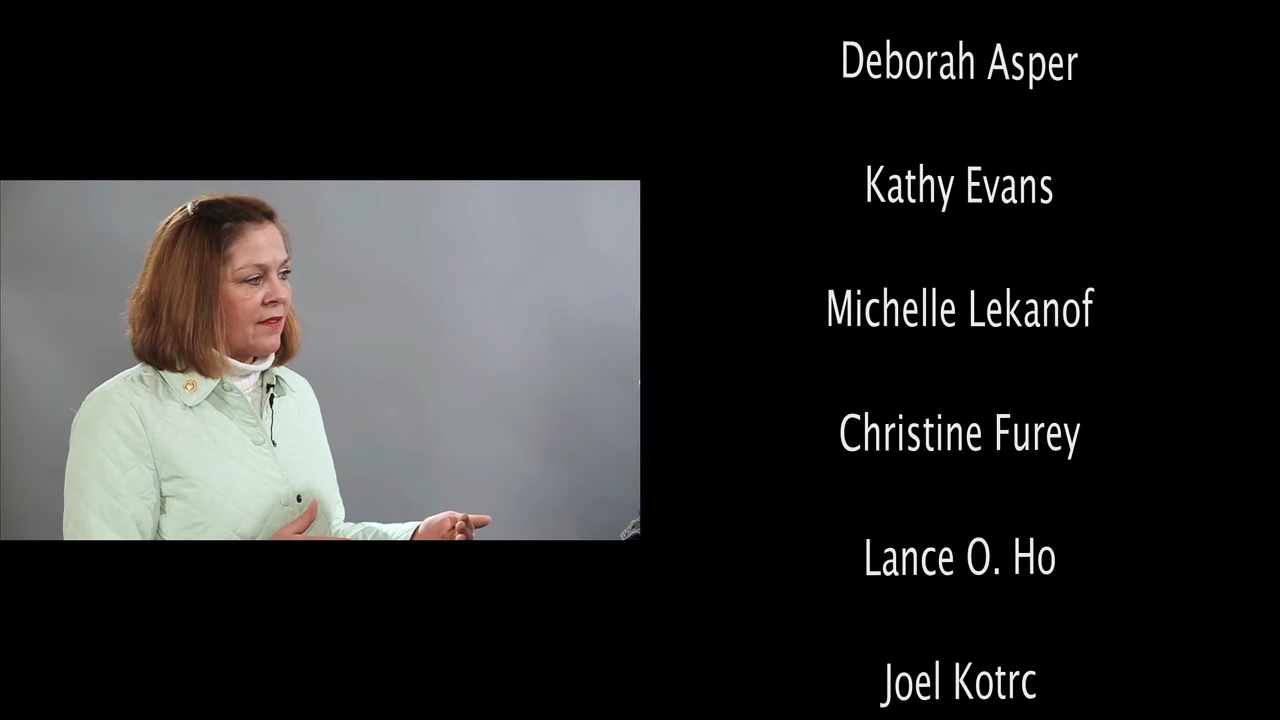 Deborah Asper
Kathy Evans
Michelle Lekanof
Christine Furey
Lance O. Ho
Joel Kotrc